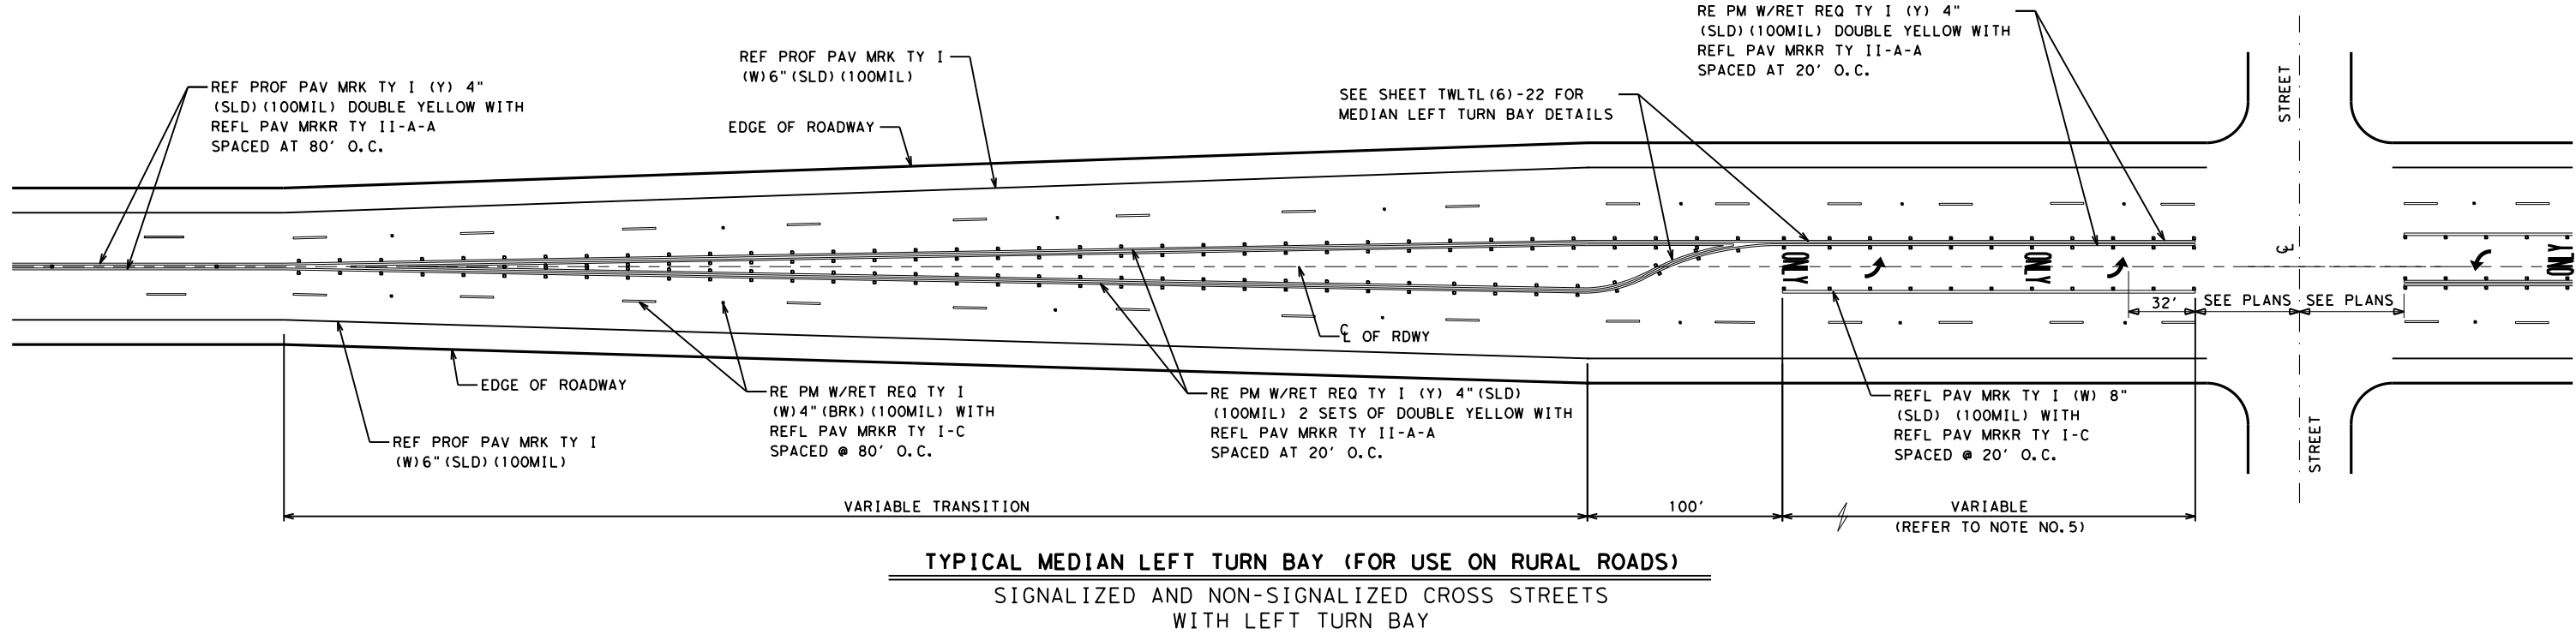 RE PM W/RET REQ TY I (Y) 4"
(SLD)(100MIL) DOUBLE YELLOW WITH
REFL PAV MRKR TY II-A-A
SPACED AT 20' O.C.
REF PROF PAV MRK TY I
(W)6"(SLD)(100MIL)
REF PROF PAV MRK TY I (Y) 4"
(SLD)(100MIL) DOUBLE YELLOW WITH
REFL PAV MRKR TY II-A-A
SPACED AT 80' O.C.
EDGE OF ROADWAY
SEE SHEET TWLTL(6)-22 FOR
MEDIAN LEFT TURN BAY DETAILS
STREET
℄
ONLY
ONLY
ONLY
32'
SEE PLANS
SEE PLANS
℄ OF RDWY
EDGE OF ROADWAY
REF PROF PAV MRK TY I
(W)6"(SLD)(100MIL)
RE PM W/RET REQ TY I
(W)4"(BRK)(100MIL) WITH
REFL PAV MRKR TY I-C
SPACED @ 80' O.C.
RE PM W/RET REQ TY I (Y) 4"(SLD)
(100MIL) 2 SETS OF DOUBLE YELLOW WITH
REFL PAV MRKR TY II-A-A
SPACED AT 20' O.C.
REFL PAV MRK TY I (W) 8"
(SLD) (100MIL) WITH
REFL PAV MRKR TY I-C
SPACED @ 20' O.C.
STREET
VARIABLE TRANSITION
100'
VARIABLE
(REFER TO NOTE NO.5)
TYPICAL MEDIAN LEFT TURN BAY (FOR USE ON RURAL ROADS)
SIGNALIZED AND NON-SIGNALIZED CROSS STREETS
WITH LEFT TURN BAY